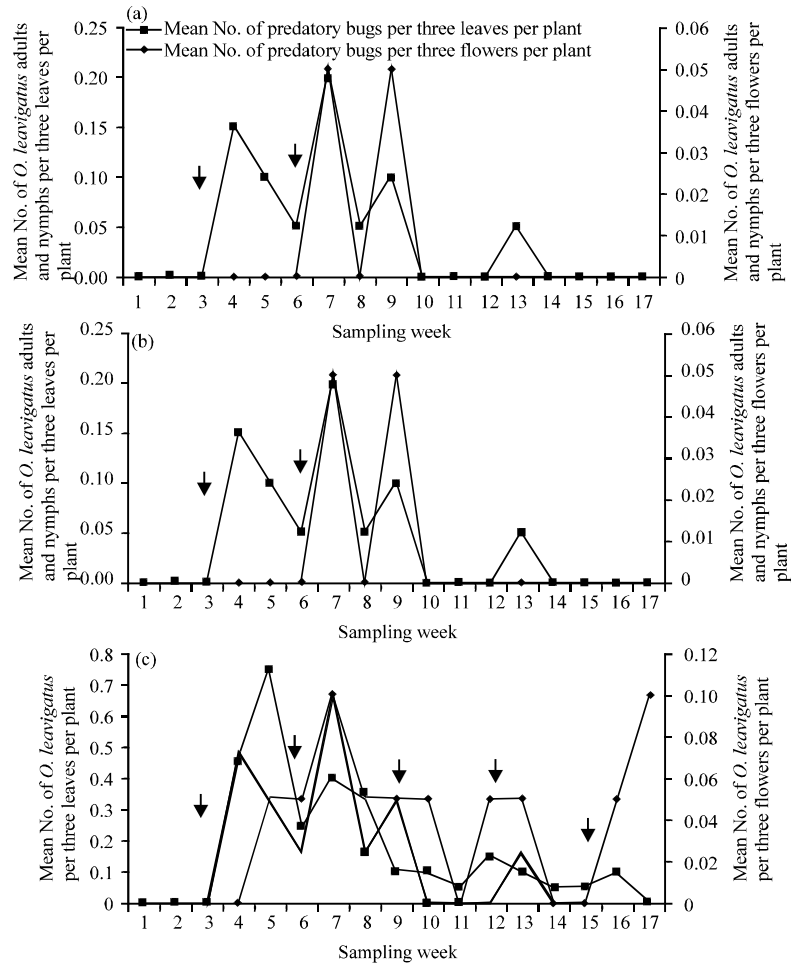 (a)
Mean No. of predatory bugs per three leaves per plant
Mean No. of predatory bugs per three flowers per plant
Mean No. of O. leavigatus adults
and nymphs per three leaves per
plant
0.25
0.20
0.15
0.10
0.05
0.00
0.06
0.05
0.04
0.03
0.02
0.01
0
Mean No. of O. leavigatus adults
and nymphs per three flowers per
plant
1 2 3 4 5 6 7 8 9 10 11 12 13 14 15 16 17
Sampling week
(b)
Mean No. of O. leavigatus adults
and nymphs per three leaves per
plant
0.25
0.20
0.15
0.10
0.05
0.00
0.06
0.05
0.04
0.03
0.02
0.01
0
Mean No. of O. leavigatus adults
and nymphs per three flowers per
plant
1 2 3 4 5 6 7 8 9 10 11 12 13 14 15 16 17
Sampling week
(c)
Mean No. of O. leavigatus
per three leaves per plant
0.8
0.7
0.6
0.5
0.4
0.3
0.2
0.1
0
0.12
0.10
0.08
0.06
0.04
0.02
0
Mean No. of O. leavigatus
per three flowers per plant
1 2 3 4 5 6 7 8 9 10 11 12 13 14 15 16 17
Sampling week